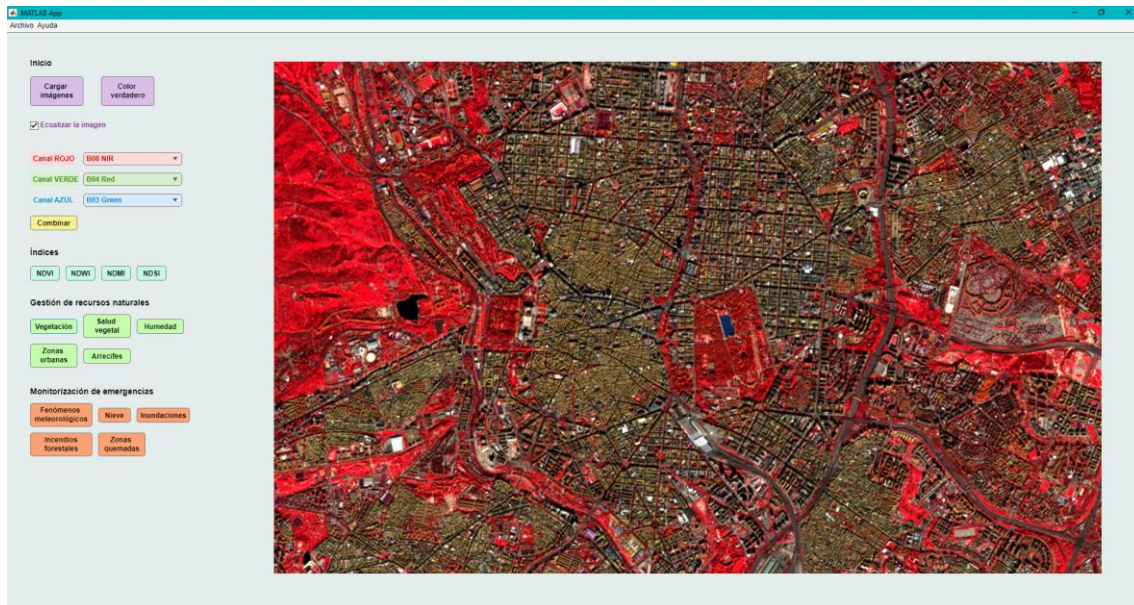 MATLAB App
Archivo Ayuda
Inicio
Cargar
imágenes
Color
verdadero
Ecualizar la imagen
Canal ROJO B08 NIR
Canal VERDE B04 Red
Canal AZUL B03 Green
Combinar
Índices
NDVI NDWI NDMI NDSI
Gestión de recursos naturales
Vegetación
Salud
vegetal
Humedad
Zonas
urbanas
Arrecifes
Monitorización de emergencias
Fenómenos
meteorológicos
Nieve
Inundaciones
Incendios
forestales
Zonas
quemadas